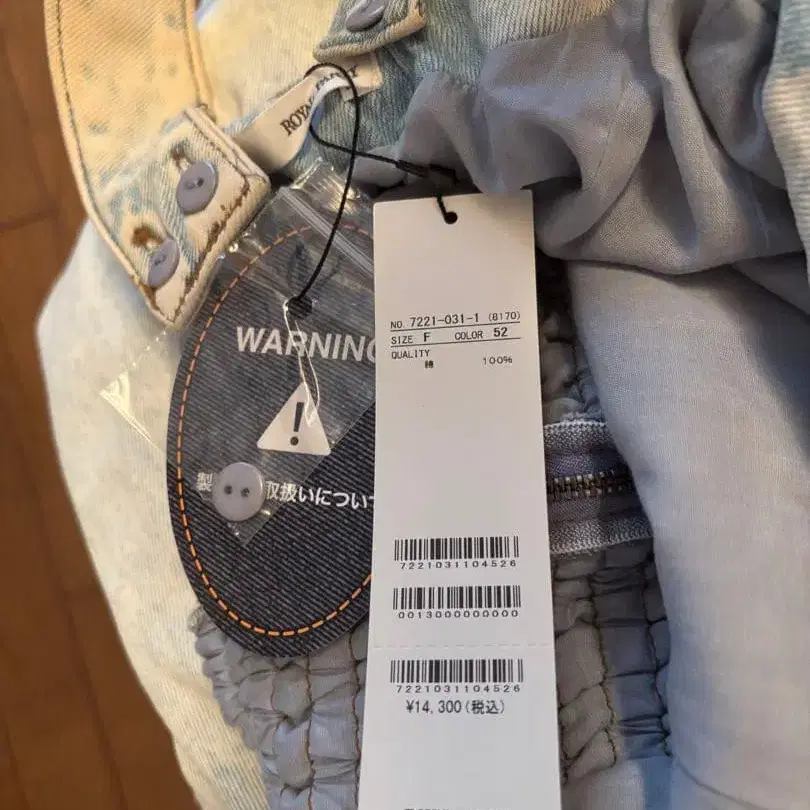 ROYAL PARTY
WARNING
製 取扱いについて
NO. 7221-031-1 (8170)
SIZE F COLOR 52
QUALITY
綿 100%
7221031104526
0013000000000
7221031104526
¥14,300(税込)